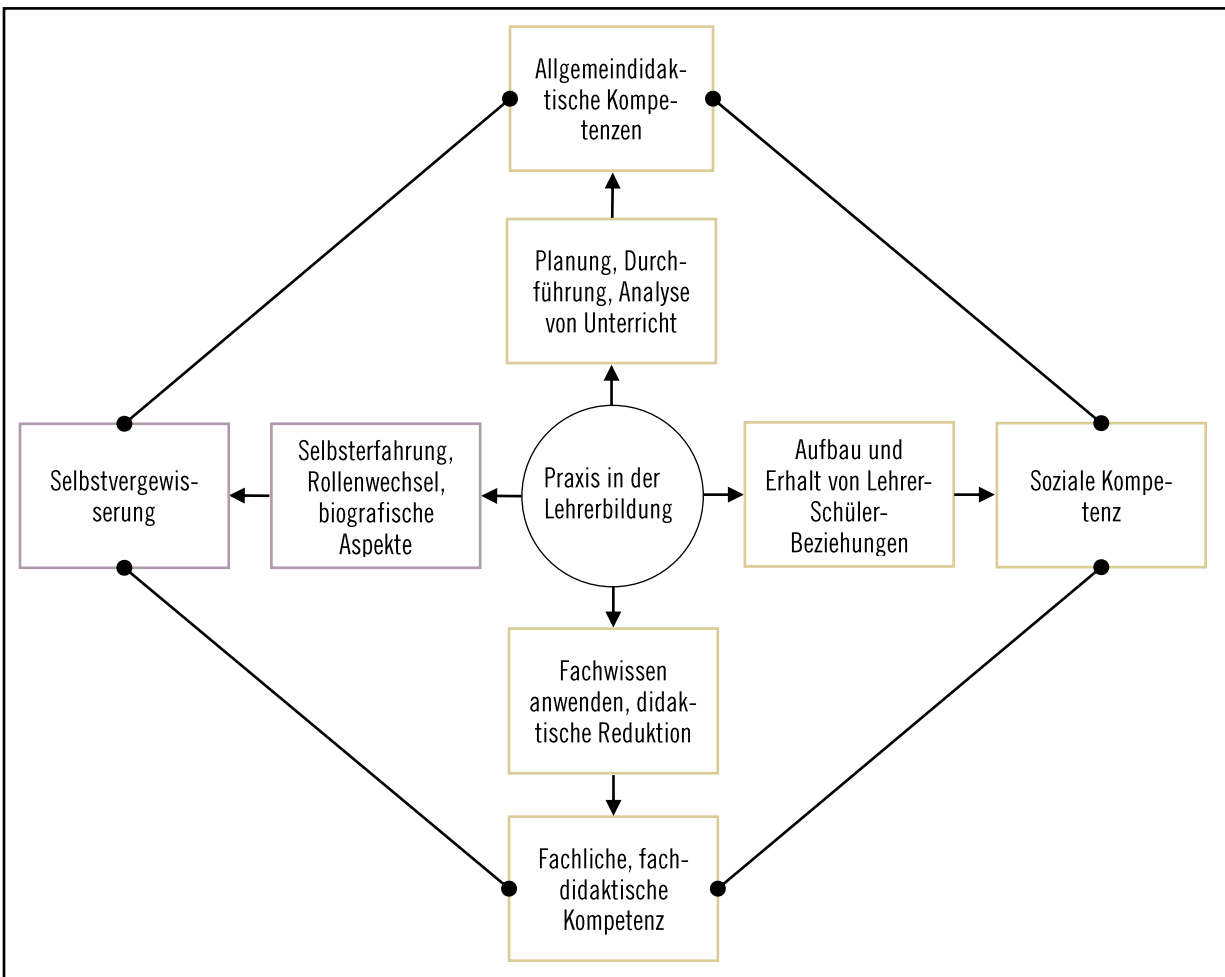 Allgemeindidak-
tische Kompe-
tenzen
Planung, Durch-
führung, Analyse
von Unterricht
Selbstvergewis-
serung
Selbsterfahrung,
Rollenwechsel,
biografische
Aspekte
Praxis in der
Lehrerbildung
Aufbau und
Erhalt von Lehrer-
Schüler-
Beziehungen
Soziale Kompe-
tenz
Fachwissen
anwenden, didak-
tische Reduktion
Fachliche, fach-
didaktische
Kompetenz